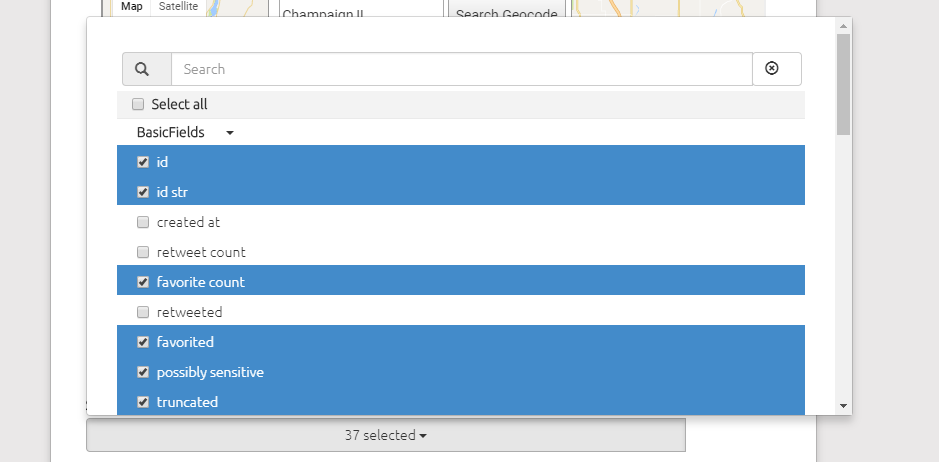 Map Satellite
Search Geocode
Search
Select all
BasicFields
id
id str
created at
retweet count
favorite count
retweeted
favorited
possibly sensitive
truncated
37 selected